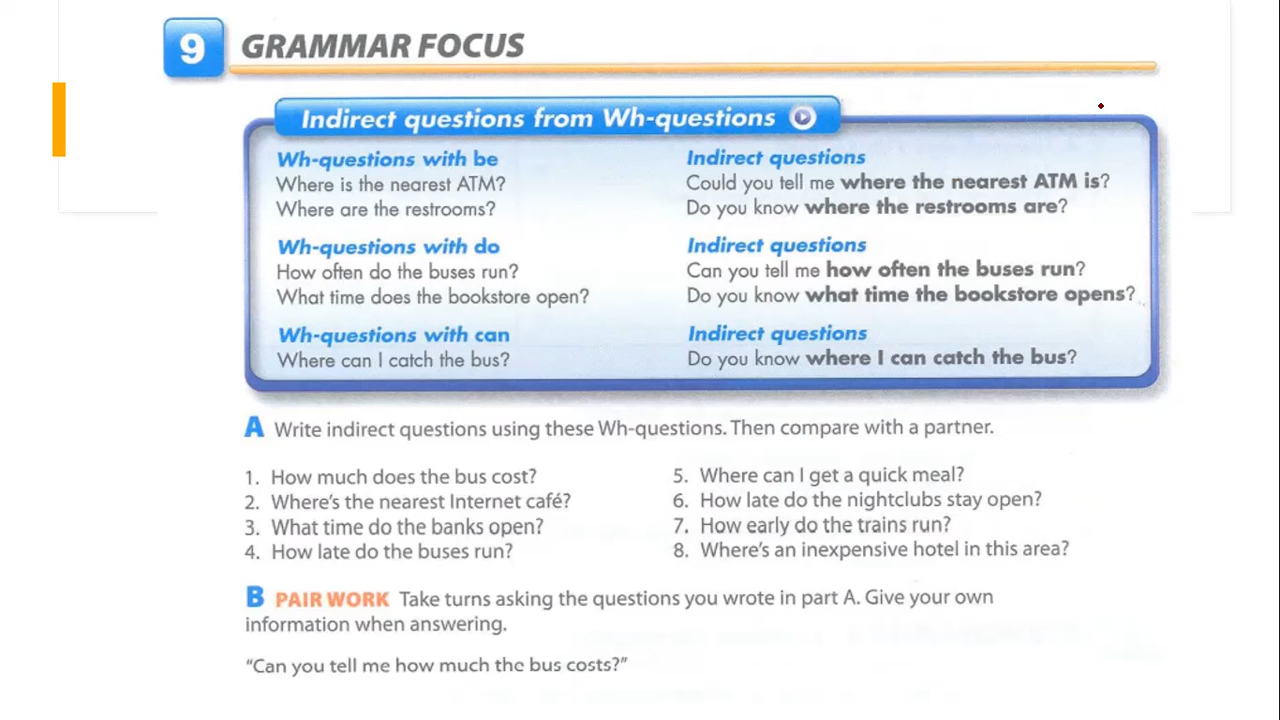 9 GRAMMAR FOCUS
Indirect questions from Wh-questions
Wh-questions with be
Where is the nearest ATM?
Where are the restrooms?
Indirect questions
Could you tell me where the nearest ATM is?
Do you know where the restrooms are?
Wh-questions with do
How often do the buses run?
What time does the bookstore open?
Indirect questions
Can you tell me how often the buses run?
Do you know what time the bookstore opens?
Wh-questions with can
Where can I catch the bus?
Indirect questions
Do you know where I can catch the bus?
A Write indirect questions using these Wh-questions. Then compare with a partner.
1. How much does the bus cost?
2. Where's the nearest Internet café?
3. What time do the banks open?
4. How late do the buses run?
5. Where can I get a quick meal?
6. How late do the nightclubs stay open?
7. How early do the trains run?
8. Where's an inexpensive hotel in this area?
B PAIR WORK Take turns asking the questions you wrote in part A. Give your own
information when answering.
"Can you tell me how much the bus costs?"